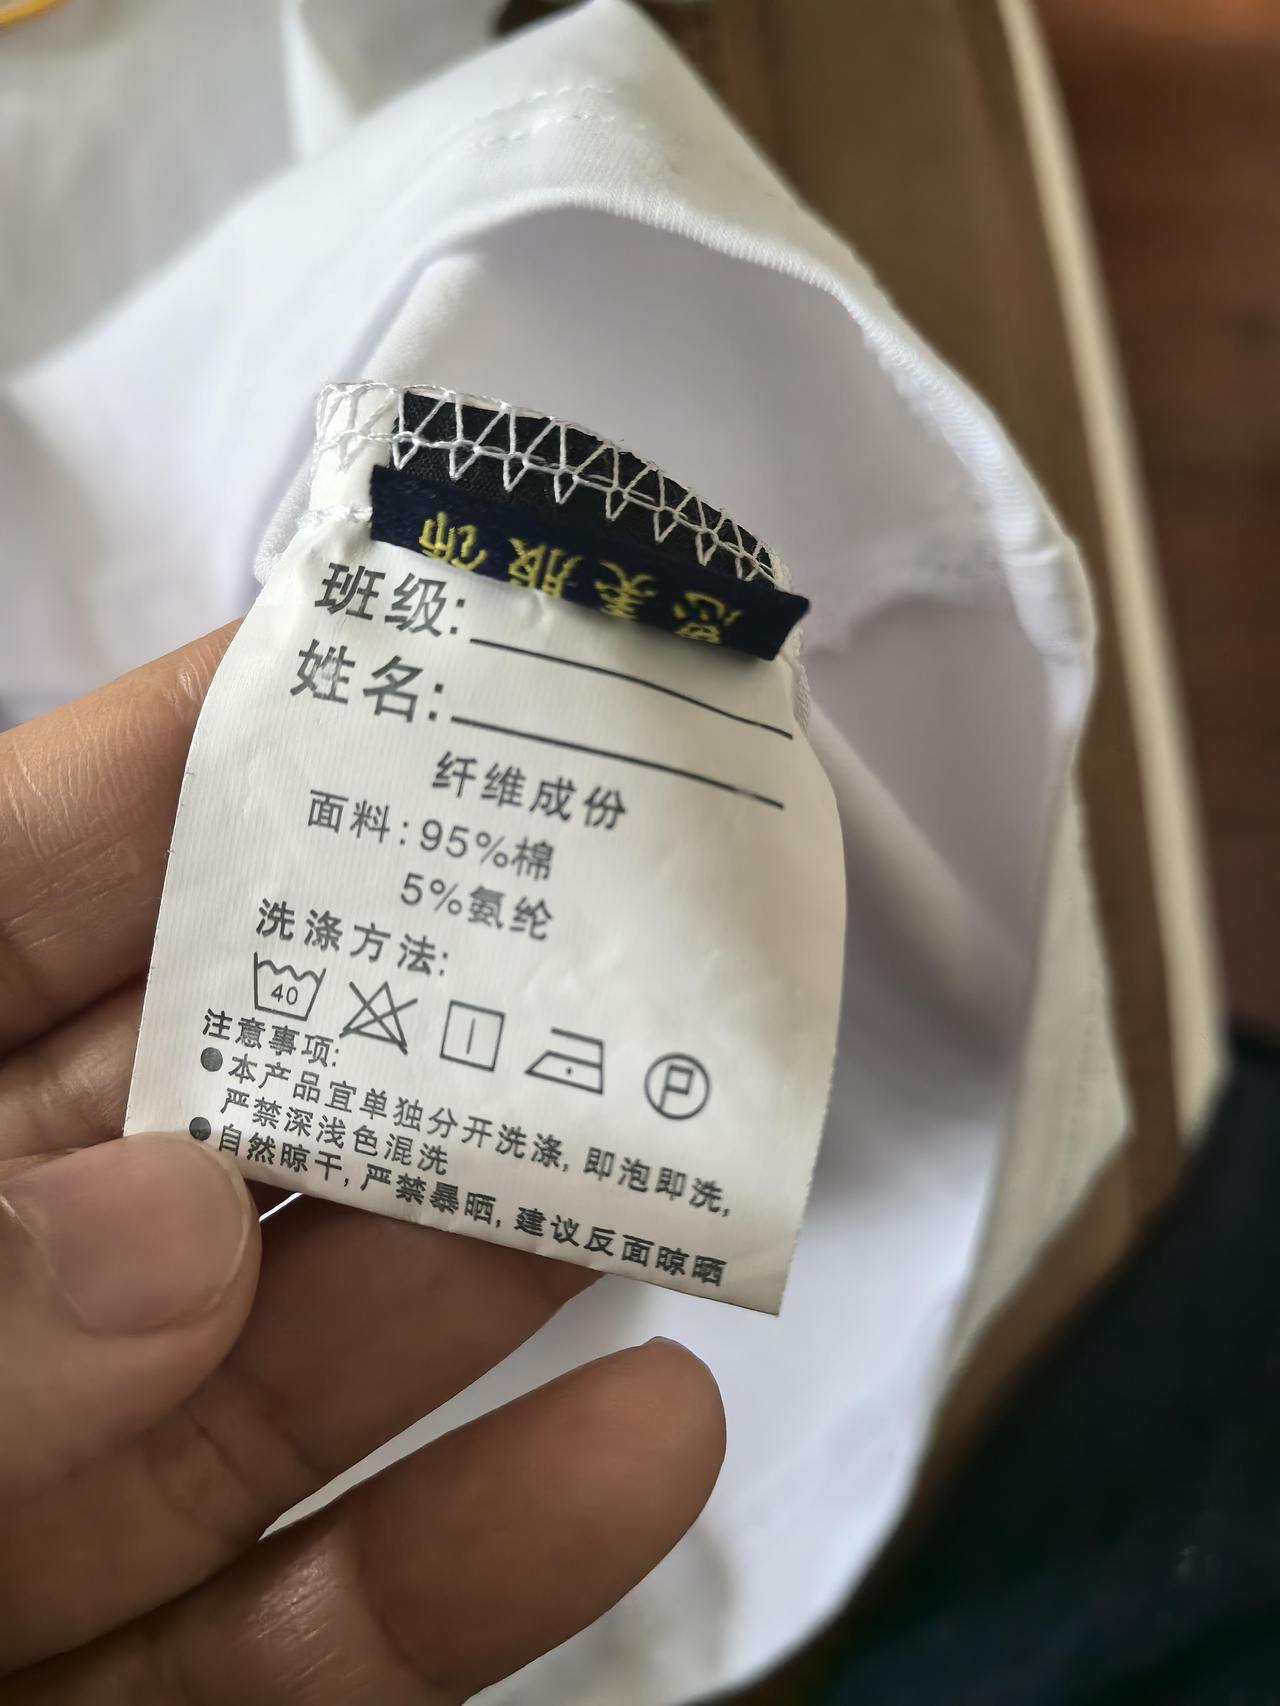 美服饰
班级:
姓名:
纤维成份
面料:95%棉
5%氨纶
洗涤方法:
40
P
注意事项:
●本产品宜单独分开洗涤,即泡即洗,
严禁深浅色混洗
●自然晾干,严禁暴晒,建议反面晾晒